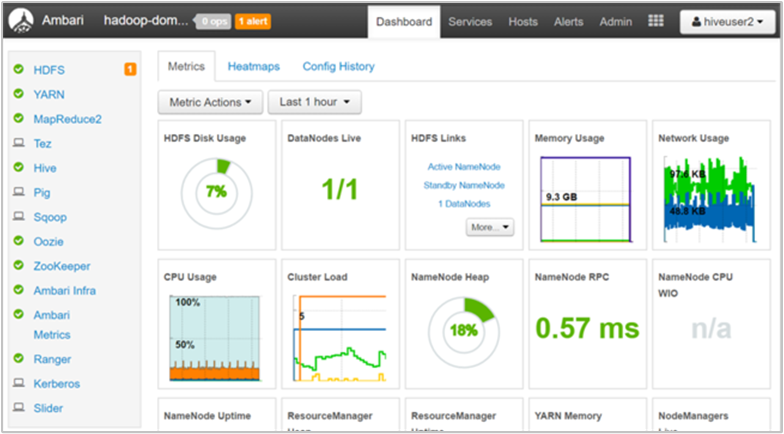 Ambari hadoop-dom... 0 ops 1 alert Dashboard Services Hosts Alerts Admin hiveuser2
HDFS 1
YARN
MapReduce2
Tez
Hive
Pig
Sqoop
Oozie
ZooKeeper
Ambari Infra
Ambari
Metrics
Ranger
Kerberos
Slider
Metrics Heatmaps Config History
Metric Actions Last 1 hour
HDFS Disk Usage
7%
DataNodes Live
1/1
HDFS Links
Active NameNode
Standby NameNode
1 DataNodes
More...
Memory Usage
9.3 GB
Network Usage
97.6 KB
48.8 KB
CPU Usage
100%
50%
Cluster Load
5
NameNode Heap
18%
NameNode RPC
0.57 ms
NameNode CPU
WIO
n/a
NameNode Uptime
ResourceManager
Heap
ResourceManager
Uptime
YARN Memory
NodeManagers
Live